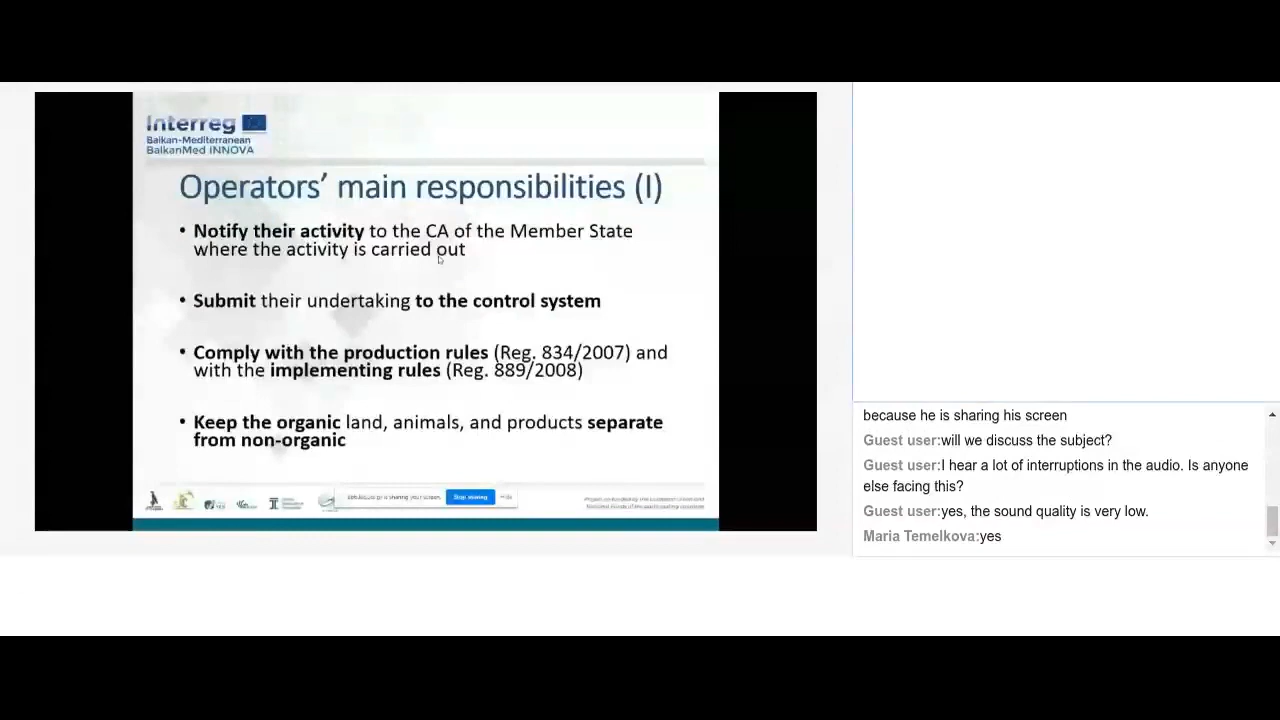 Interreg
Balkan-Mediterranean
BalkanMed INNOVA
Operators’ main responsibilities (I)
• Notify their activity to the CA of the Member State
where the activity is carried out
• Submit their undertaking to the control system
• Comply with the production rules (Reg. 834/2007) and
with the implementing rules (Reg. 889/2008)
• Keep the organic land, animals, and products separate
from non-organic
is sharing your screen.
Stop sharing
Hide
because he is sharing his screen
Guest user:will we discuss the subject?
Guest user:I hear a lot of interruptions in the audio. Is anyone
else facing this?
Guest user:yes, the sound quality is very low.
Maria Temelkova:yes